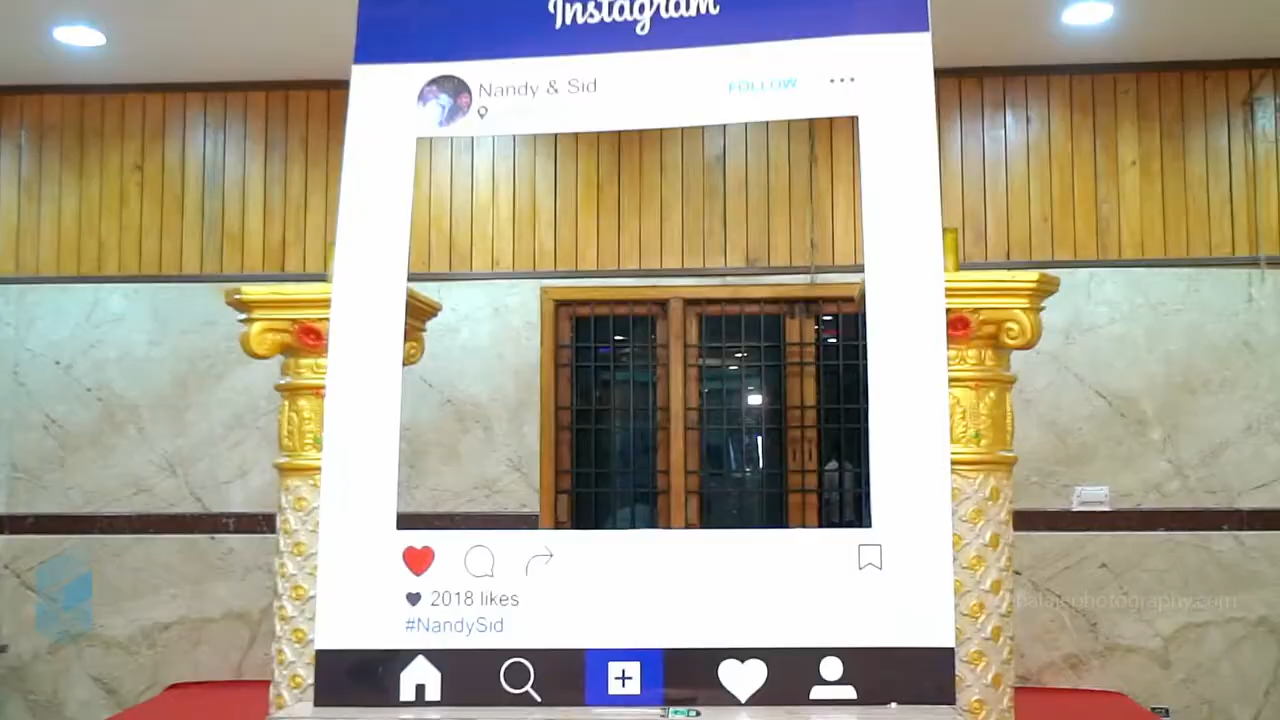 Instagram
Nandy & Sid
FOLLOW
2018 likes
#NandySid